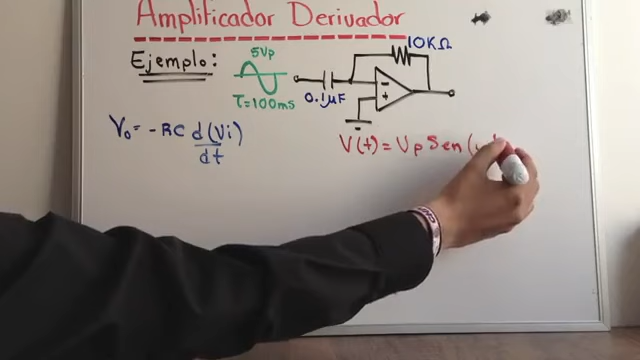 Amplificador Derivador
Ejemplo:
5Vp
τ=100ms
0.1μF
10KΩ
Vo = -RC d(Vi)
dt
V(t) = Vp Sen(